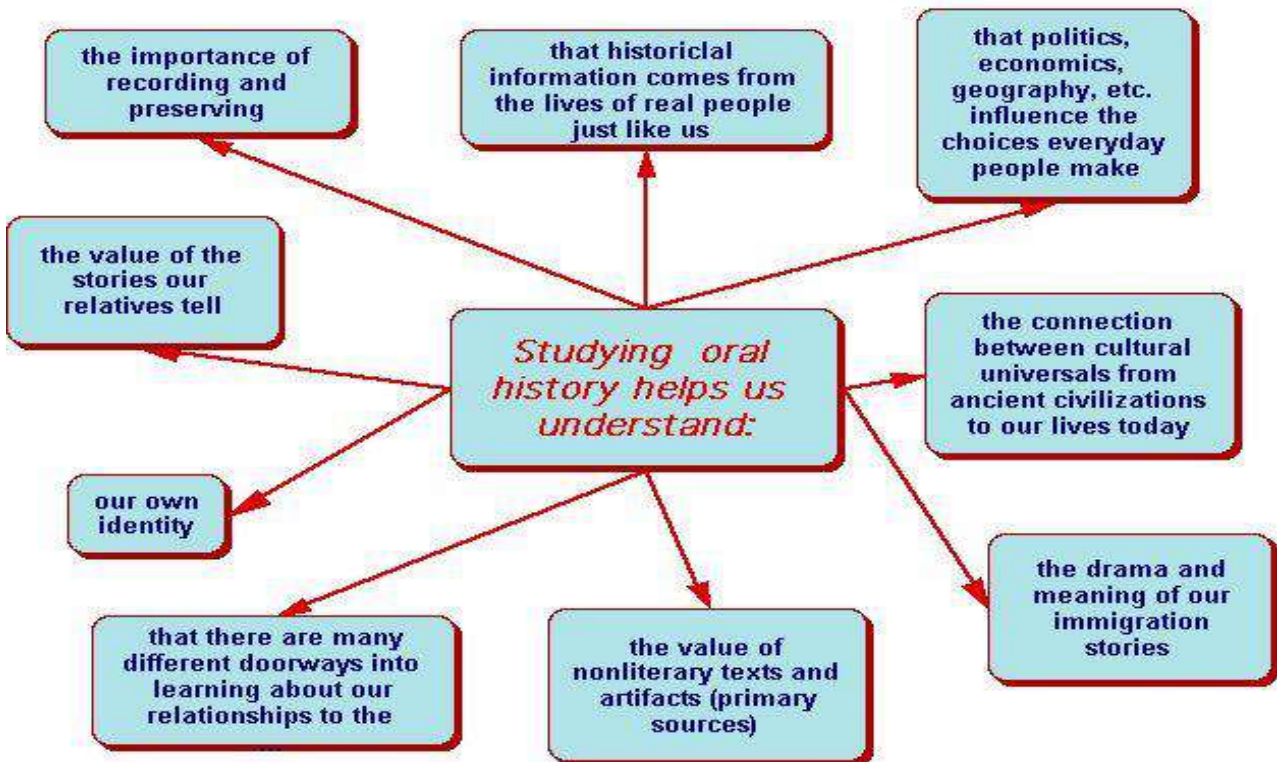 the importance of
recording and
preserving
that historiclal
information comes from
the lives of real people
just like us
that politics,
economics,
geography, etc.
influence the
choices everyday
people make
the value of the
stories our
relatives tell
Studying oral
history helps us
understand:
the connection
between cultural
universals from
ancient civilizations
to our lives today
our own
identity
the drama and
meaning of our
immigration
stories
that there are many
different doorways into
learning about our
relationships to the
the value of
nonliterary texts and
artifacts (primary
sources)